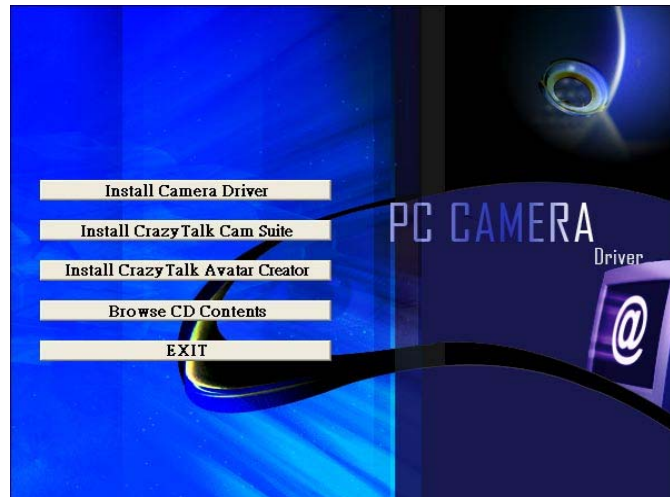 Install Camera Driver
Install CrazyTalk Cam Suite
Install CrazyTalk Avatar Creator
Browse CD Contents
EXIT
PC CAMERA
Driver
@